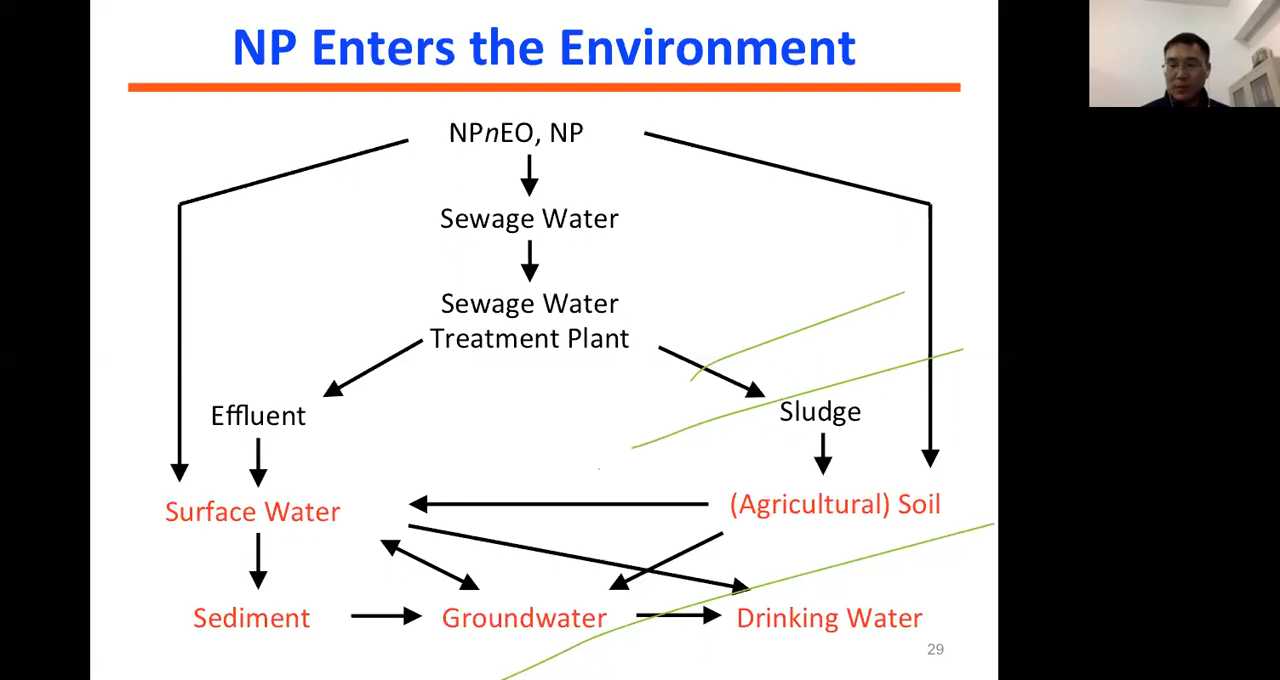 NP Enters the Environment
NPnEO, NP
Sewage Water
Sewage Water
Treatment Plant
Effluent
Sludge
Surface Water
(Agricultural) Soil
Sediment
Groundwater
Drinking Water
29